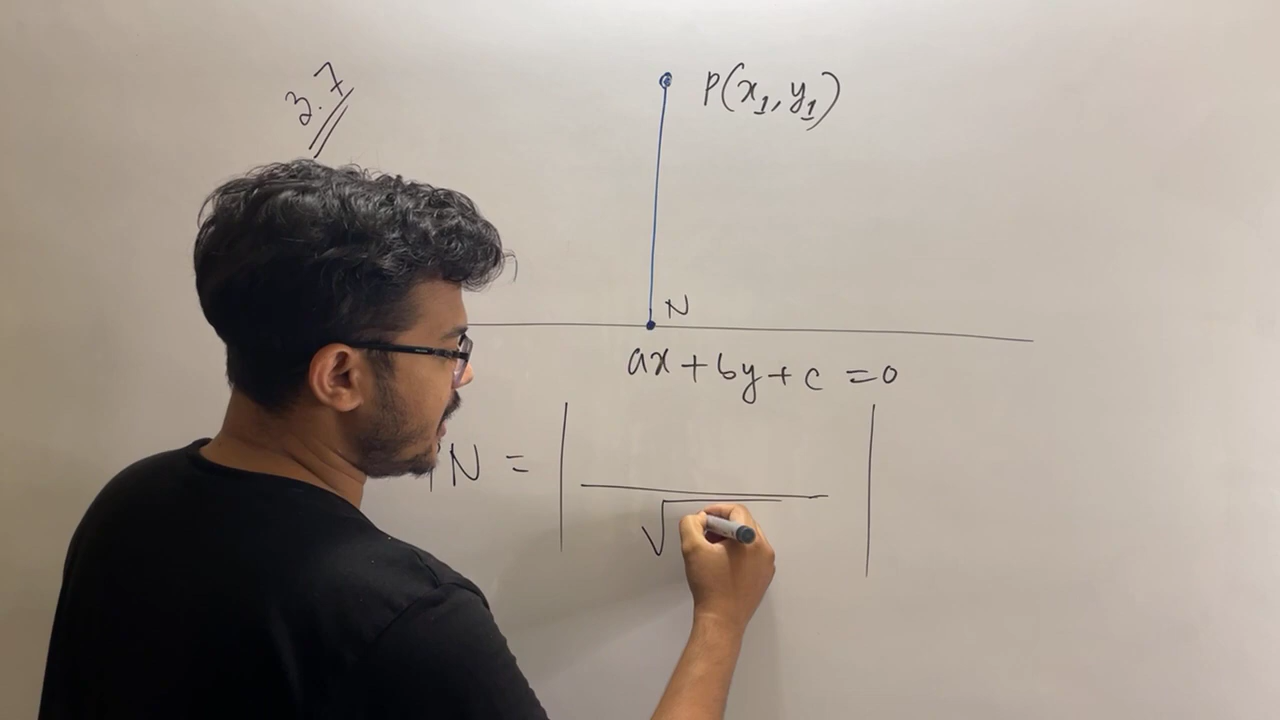 3.7
P(x₁, y₁)
N
ax + by + c = 0
N = | ―― / √ |